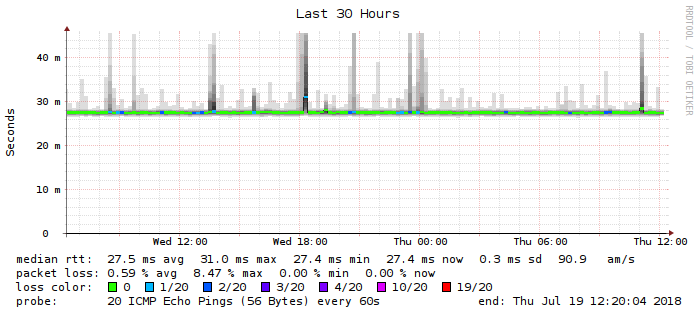 Last 30 Hours
RRDTOOL / TOBI OETIKER
Seconds
40 m
30 m
20 m
10 m
0
Wed 12:00 Wed 18:00 Thu 00:00 Thu 06:00 Thu 12:00
median rtt: 27.5 ms avg 31.0 ms max 27.4 ms min 27.4 ms now 0.3 ms sd 90.9 am/s
packet loss: 0.59 % avg 8.47 % max 0.00 % min 0.00 % now
loss color: 0 1/20 2/20 3/20 4/20 10/20 19/20
probe: 20 ICMP Echo Pings (56 Bytes) every 60s end: Thu Jul 19 12:20:04 2018